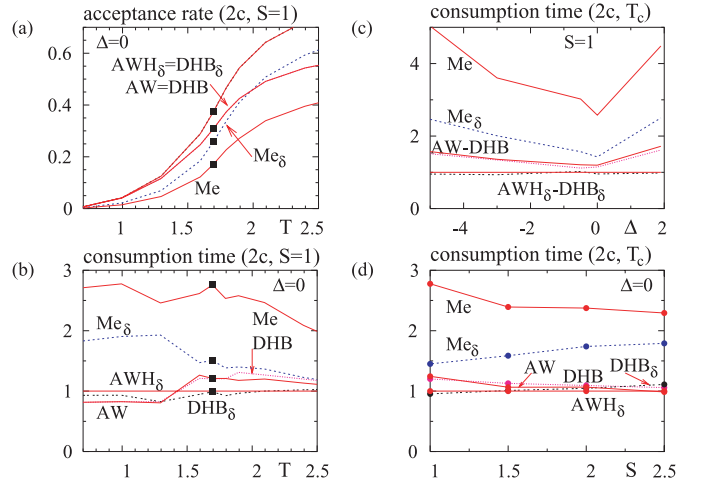 (a) acceptance rate (2c, S=1)
Δ=0
AWH_δ=DHB_δ
AW=DHB
Me_δ
Me
0.6
0.4
0.2
0
1 1.5 2 T 2.5
(c) consumption time (2c, T_c)
S=1
Me
Me_δ
AW-DHB
AWH_δ-DHB_δ
4
2
0
-4 -2 0 Δ 2
(b) consumption time (2c, S=1)
Δ=0
Me
Me_δ
DHB
AWH_δ
AW
DHB_δ
3
2
1
0
1 1.5 2 T 2.5
(d) consumption time (2c, T_c)
Δ=0
Me
Me_δ
AW
DHB
DHB_δ
AWH_δ
3
2
1
0
1 1.5 2 S 2.5